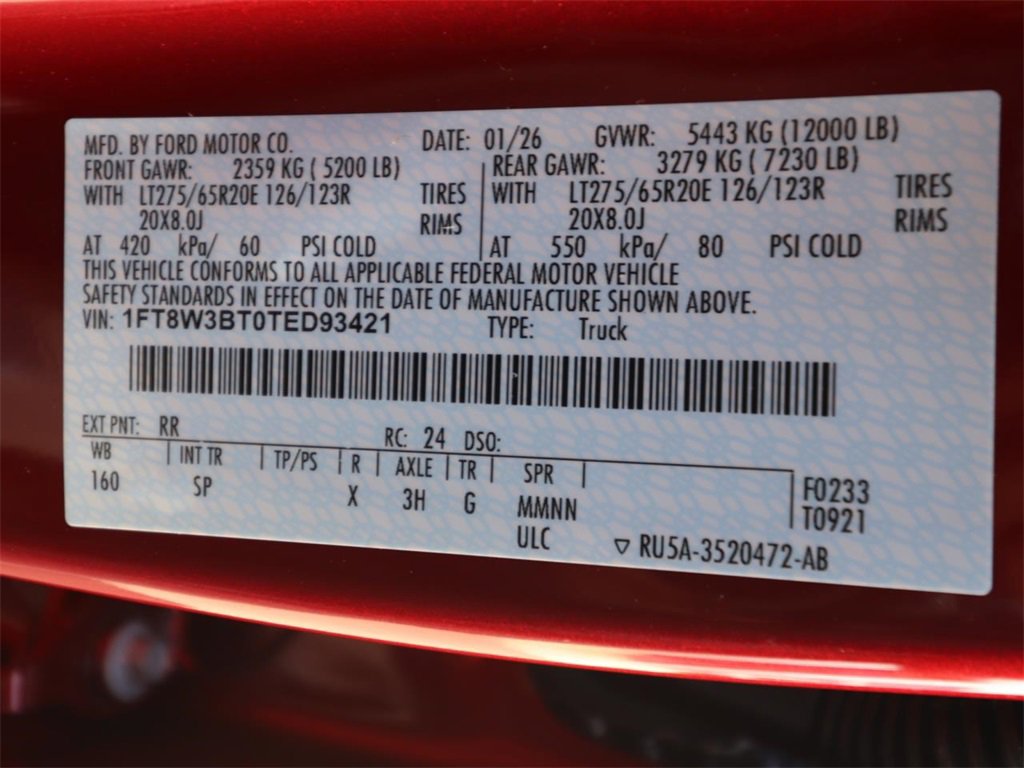 MFD. BY FORD MOTOR CO. DATE: 01/26 GVWR: 5443 KG (12000 LB)
FRONT GAWR: 2359 KG ( 5200 LB) REAR GAWR: 3279 KG ( 7230 LB)
WITH LT275/65R20E 126/123R TIRES WITH LT275/65R20E 126/123R TIRES
20X8.0J RIMS 20X8.0J RIMS
AT 420 kPa/ 60 PSI COLD AT 550 kPa/ 80 PSI COLD
THIS VEHICLE CONFORMS TO ALL APPLICABLE FEDERAL MOTOR VEHICLE
SAFETY STANDARDS IN EFFECT ON THE DATE OF MANUFACTURE SHOWN ABOVE.
VIN: 1FT8W3BT0TED93421 TYPE: Truck
EXT PNT: RR RC: 24 DSO:
WB INT TR TP/PS R AXLE TR SPR
160 SP X 3H G MMNN F0233
ULC T0921
▽ RU5A-3520472-AB